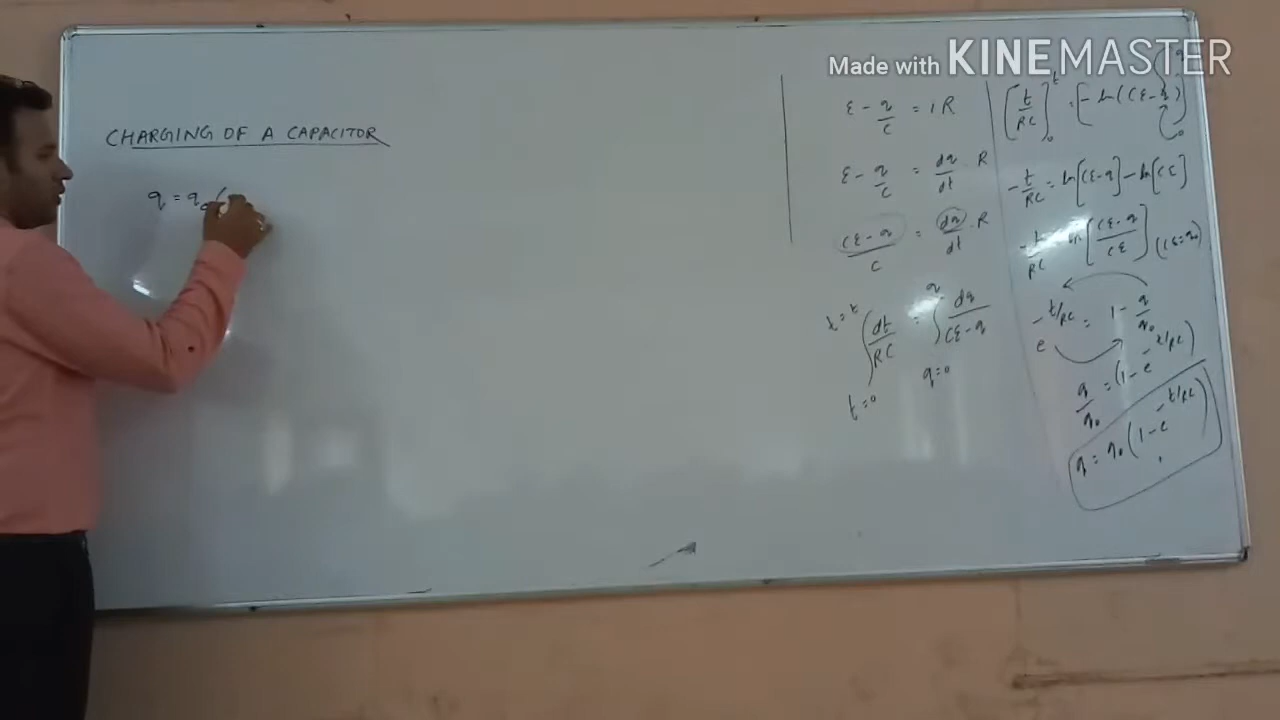 Made with KINEMASTER
CHARGING OF A CAPACITOR
q = q₀ (
ε - q/C = iR
ε - q/C = dq/dt . R
(Cε - q)/C = dq/dt . R
t=t q
∫ dt/RC = ∫ dq/(Cε - q)
t=0 q=0
[t/RC]₀ᵗ = [- ln(Cε - q)]₀
-t/RC = ln[Cε-q] - ln[Cε]
-t/RC ln[(Cε-q)/Cε] (Cε=q₀)
e^(-t/RC) = 1 - q/q₀
q/q₀ = (1 - e^(-t/RC))
q = q₀ (1 - e^(-t/RC))